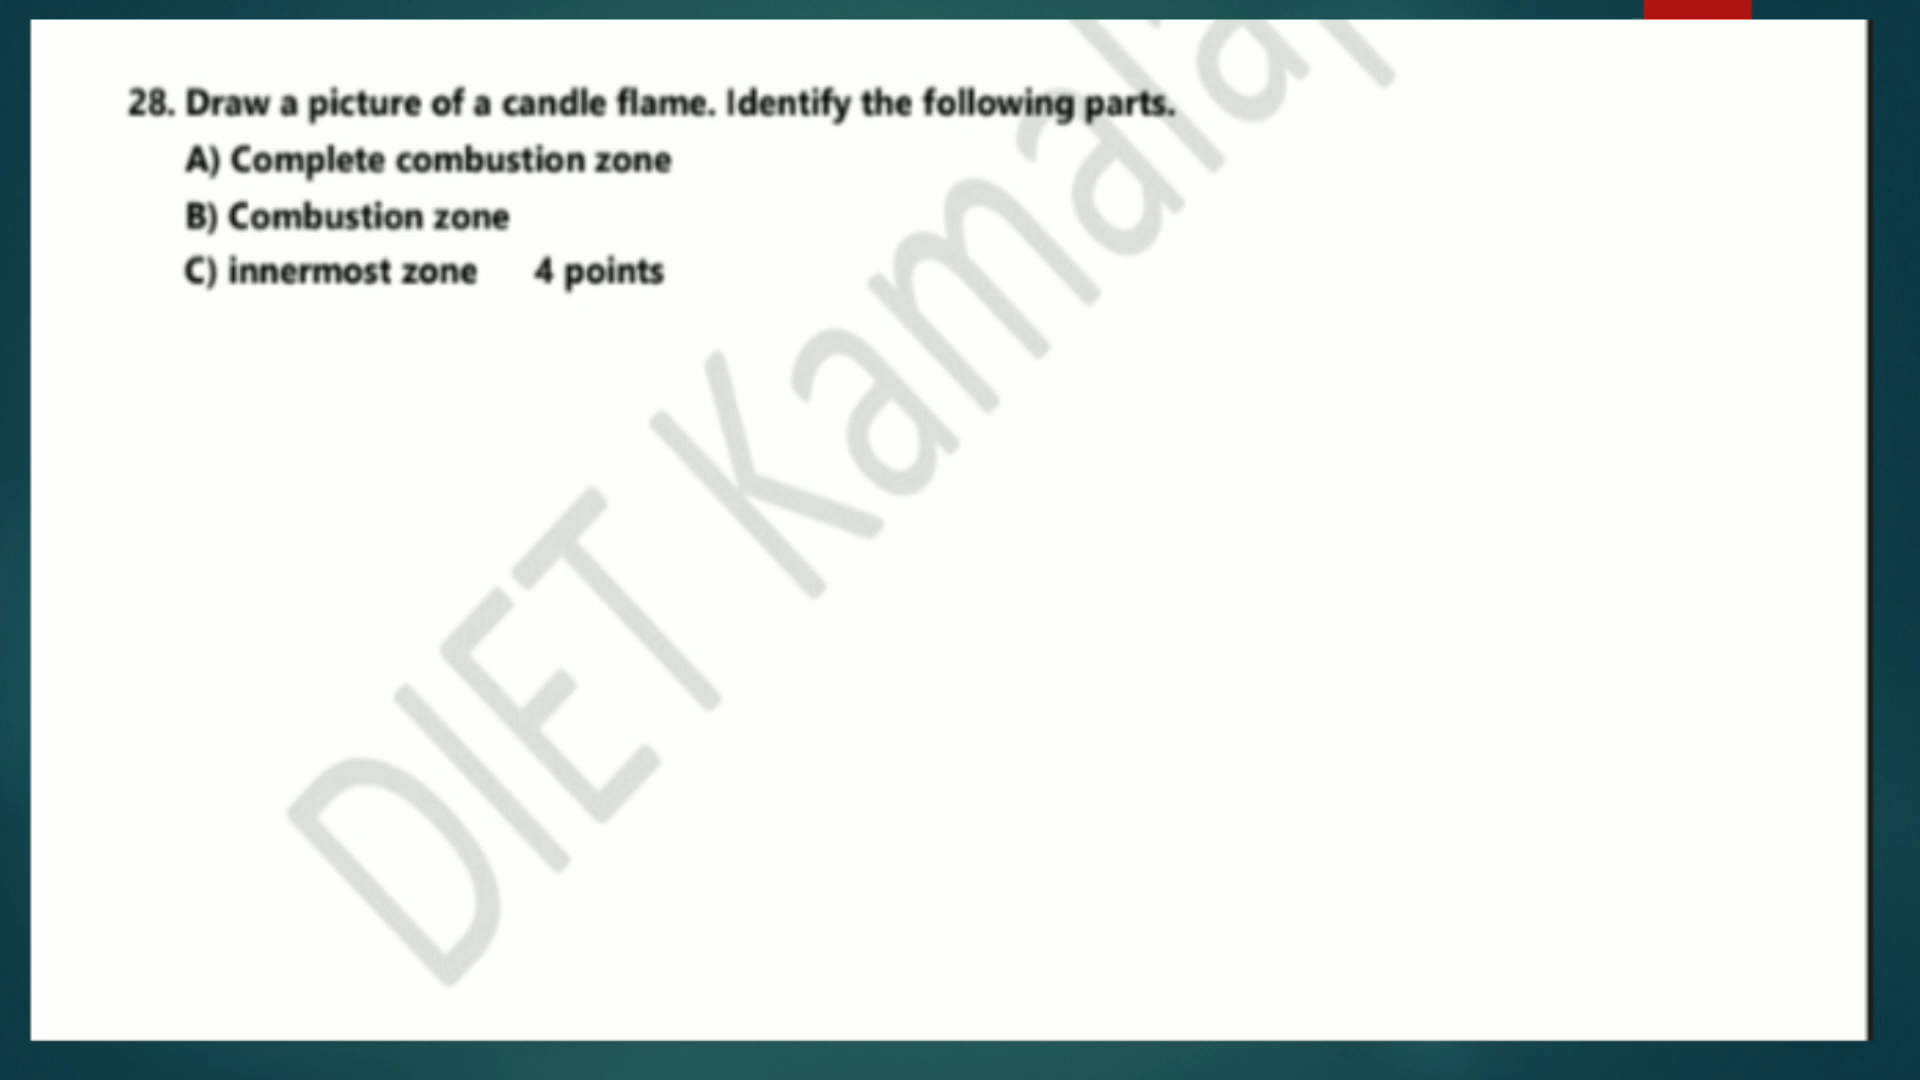 28. Draw a picture of a candle flame. Identify the following parts.
A) Complete combustion zone
B) Combustion zone
C) innermost zone 4 points
DIET Kamala